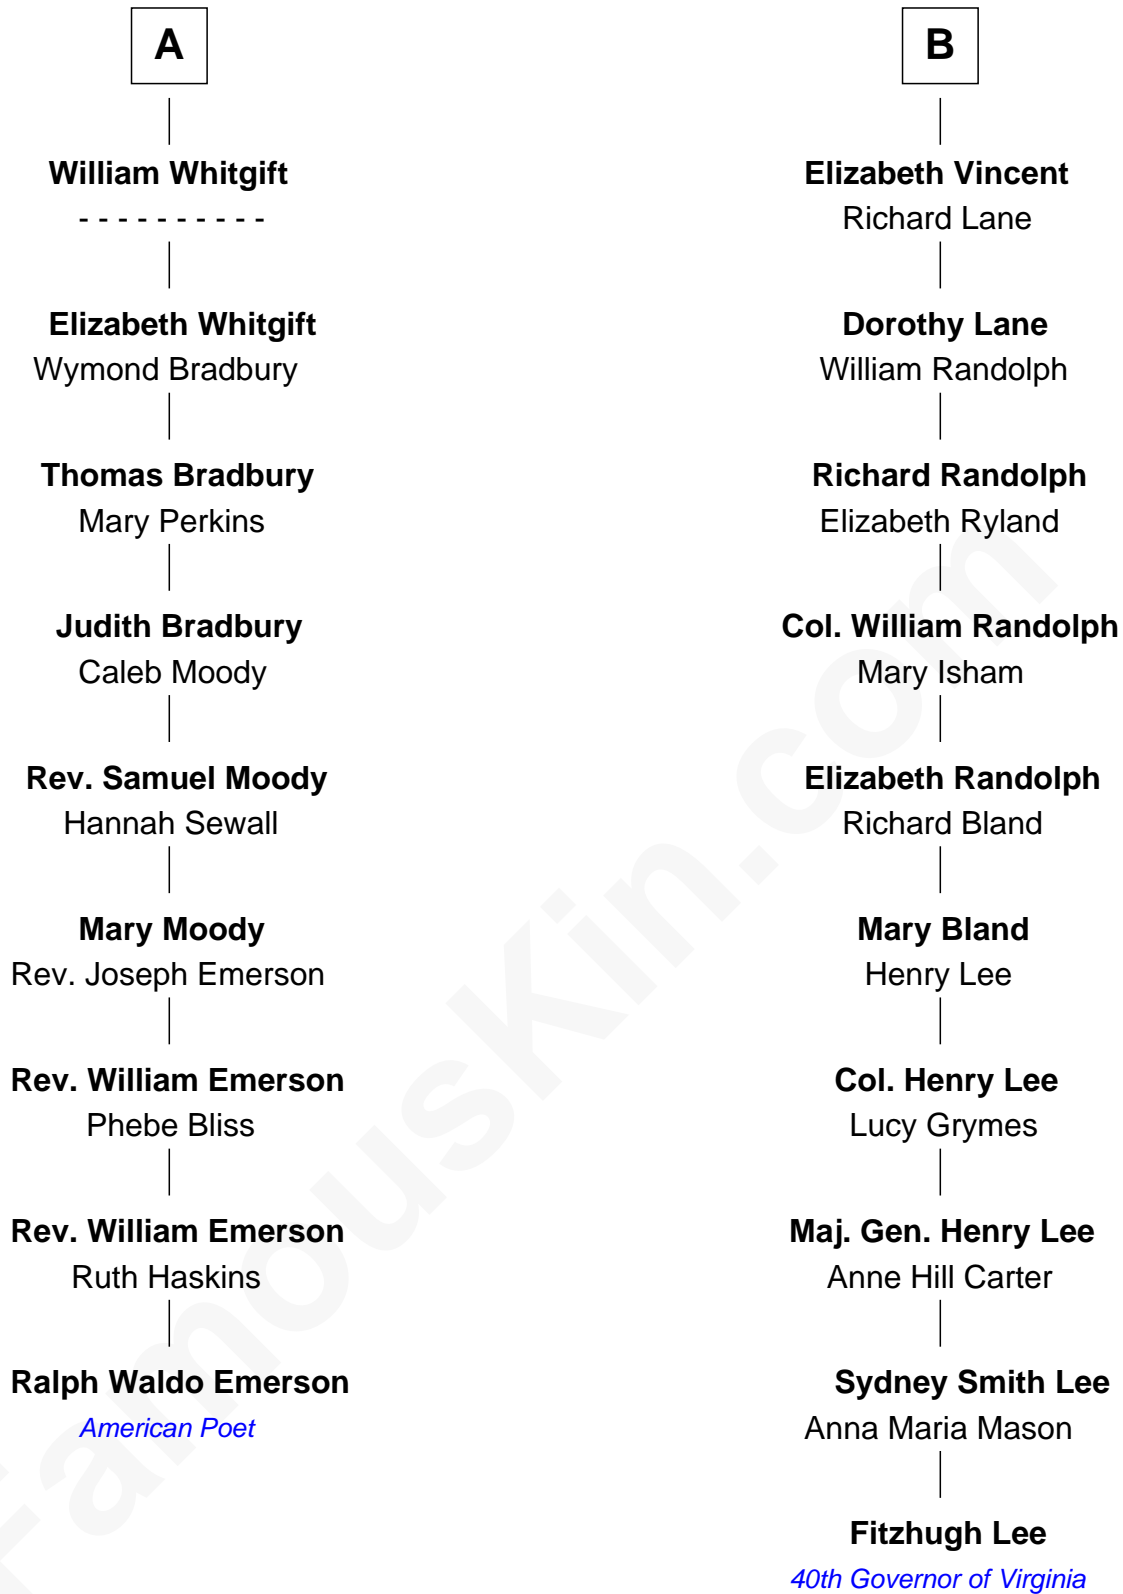 A
William Whitgift
- - - - - - - - - -
Elizabeth Whitgift
Wymond Bradbury
Thomas Bradbury
Mary Perkins
Judith Bradbury
Caleb Moody
Rev. Samuel Moody
Hannah Sewall
Mary Moody
Rev. Joseph Emerson
Rev. William Emerson
Phebe Bliss
Rev. William Emerson
Ruth Haskins
Ralph Waldo Emerson
American Poet
B
Elizabeth Vincent
Richard Lane
Dorothy Lane
William Randolph
Richard Randolph
Elizabeth Ryland
Col. William Randolph
Mary Isham
Elizabeth Randolph
Richard Bland
Mary Bland
Henry Lee
Col. Henry Lee
Lucy Grymes
Maj. Gen. Henry Lee
Anne Hill Carter
Sydney Smith Lee
Anna Maria Mason
Fitzhugh Lee
40th Governor of Virginia
FamousKin.com